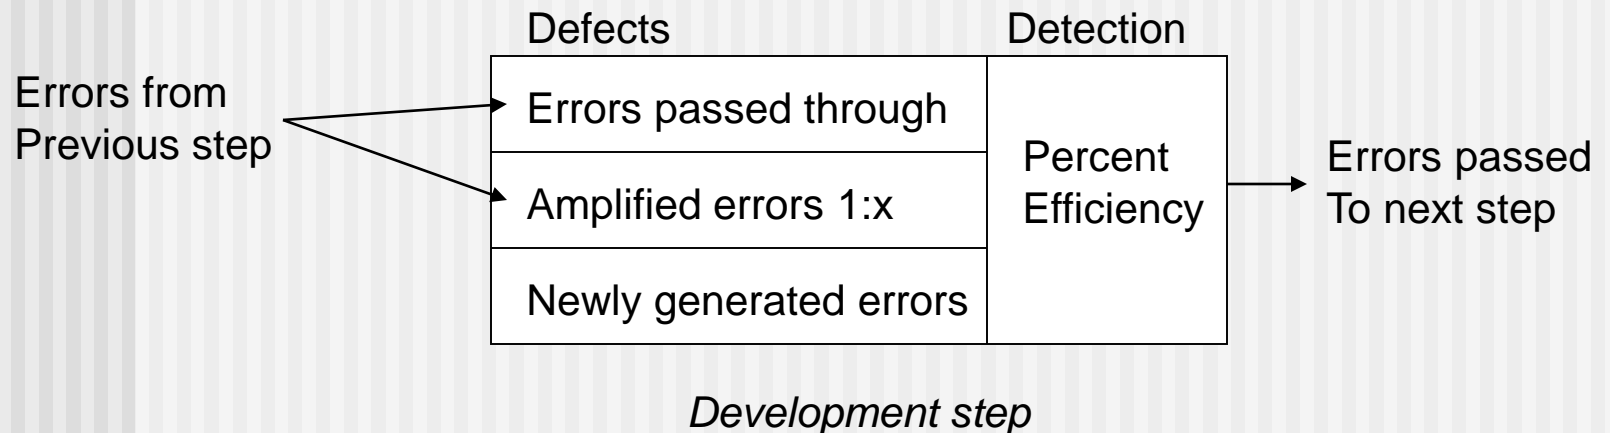 Defects
Detection
Errors from
Previous step
Errors passed through
Amplified errors 1:x
Newly generated errors
Percent
Efficiency
Errors passed
To next step
Development step